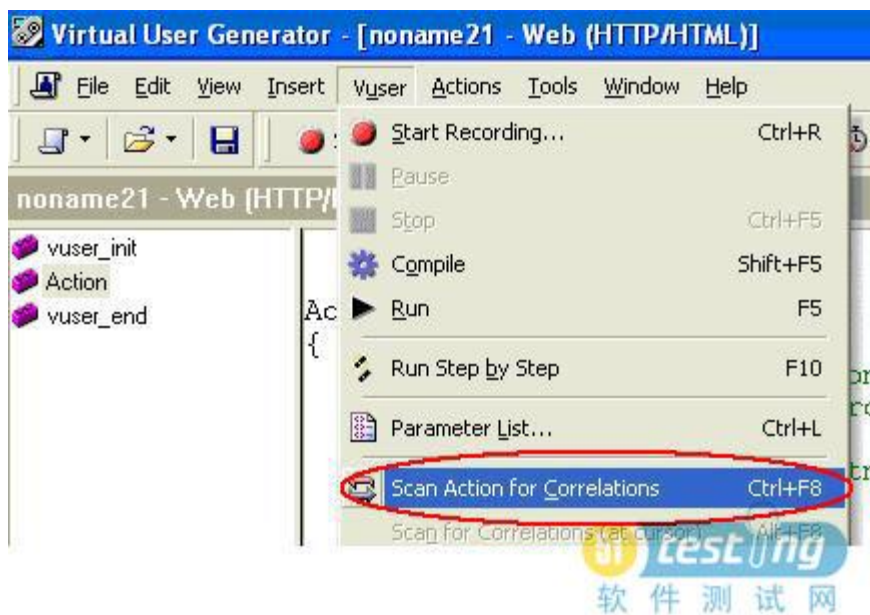 Virtual User Generator - [noname21 - Web (HTTP/HTML)]
File Edit View Insert Vuser Actions Tools Window Help
noname21 - Web (HTTP/
vuser_init
Action
vuser_end
Ac
{
Start Recording... Ctrl+R
Pause
Stop Ctrl+F5
Compile Shift+F5
Run F5
Run Step by Step F10
Parameter List... Ctrl+L
Scan Action for Correlations Ctrl+F8
Scan for Correlations (at cursor) Alt+F8
testing
软件测试网